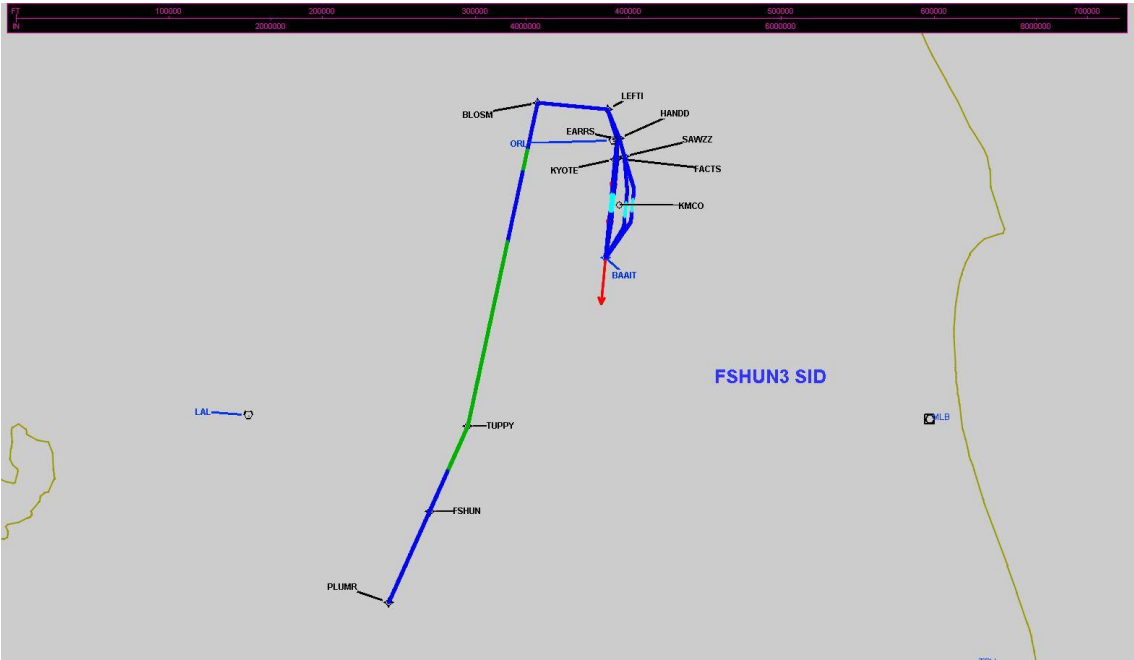 FT 100000 200000 300000 400000 500000 600000 700000
IN 2000000 4000000 6000000 8000000
LEFTI
BLOSM
HANDD
EARRS
ORL
SAWZZ
KYOTE
FACTS
KMCO
BAAIT
FSHUN3 SID
LAL
MLB
TUPPY
FSHUN
PLUMR